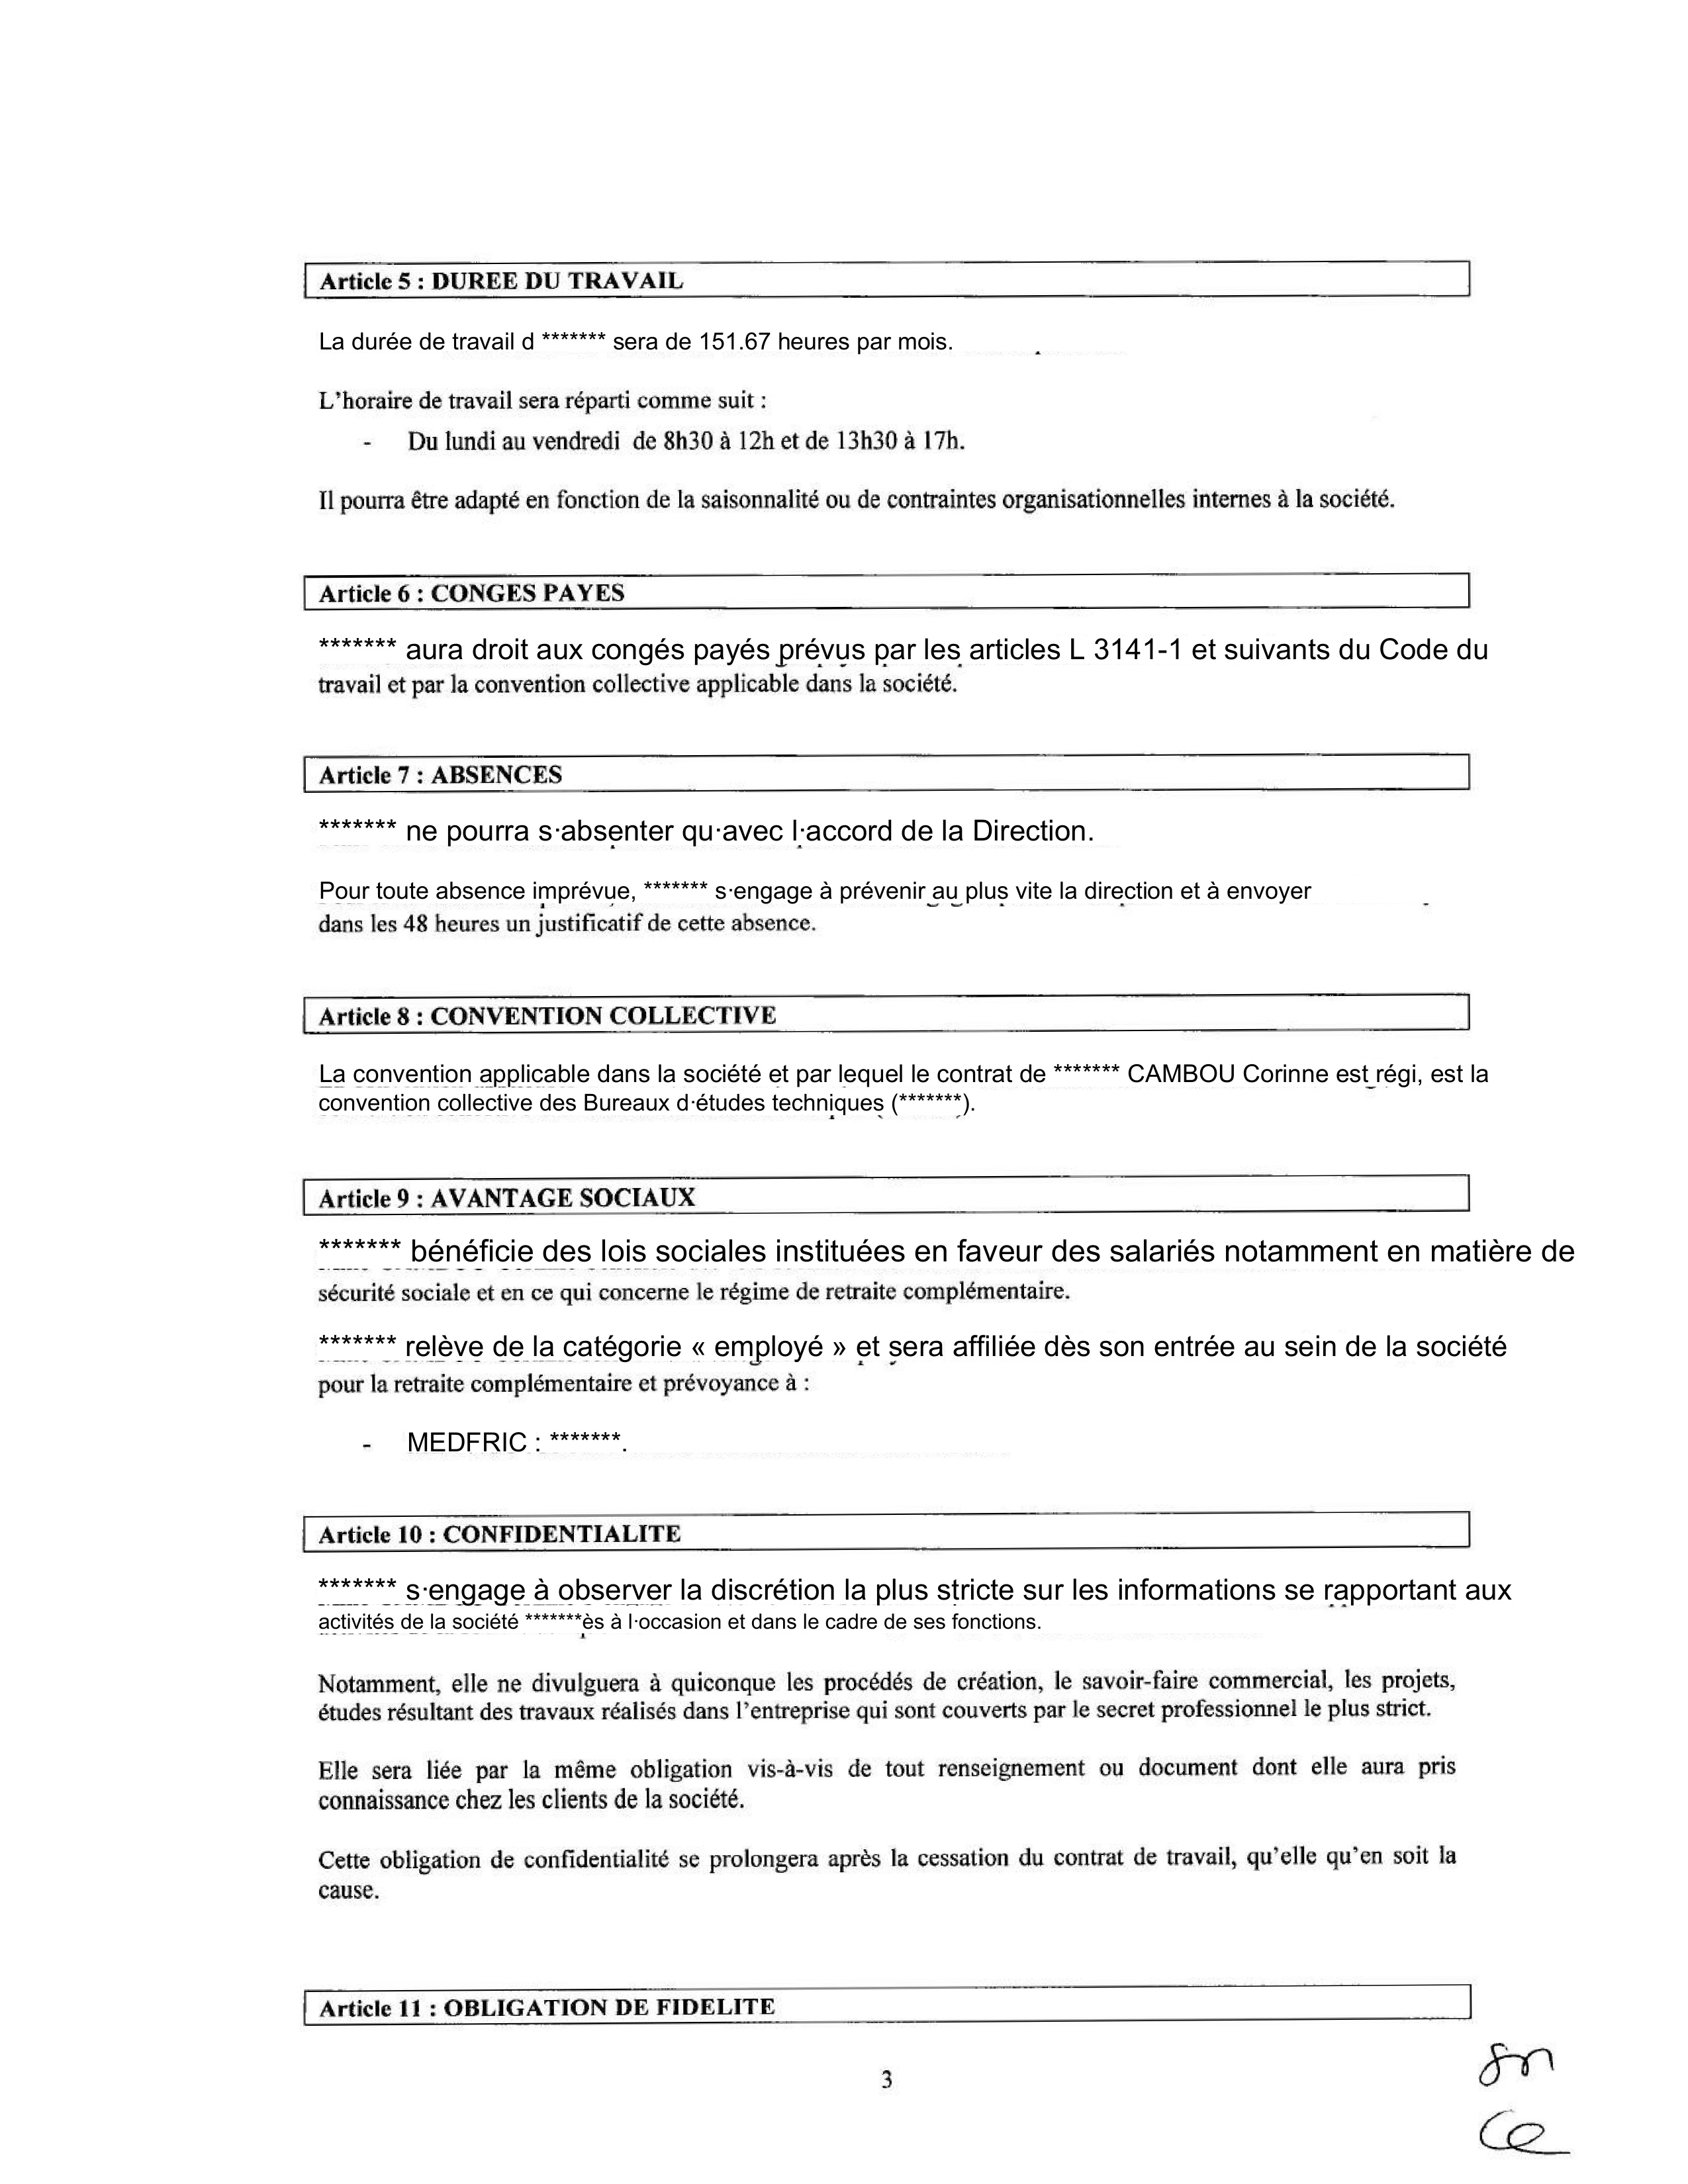 Article 5 : DUREE DU TRAVAIL
La durée de travail d ******* sera de 151.67 heures par mois.
L'horaire de travail sera réparti comme suit :
- Du lundi au vendredi de 8h30 à 12h et de 13h30 à 17h.
Il pourra être adapté en fonction de la saisonnalité ou de contraintes organisationnelles internes à la société.
Article 6 : CONGES PAYES
******* aura droit aux congés payés prévus par les articles L 3141-1 et suivants du Code du
travail et par la convention collective applicable dans la société.
Article 7 : ABSENCES
******* ne pourra s·absenter qu·avec l·accord de la Direction.
Pour toute absence imprévue, ******* s·engage à prévenir au plus vite la direction et à envoyer
dans les 48 heures un justificatif de cette absence.
Article 8 : CONVENTION COLLECTIVE
La convention applicable dans la société et par lequel le contrat de ******* CAMBOU Corinne est régi, est la
convention collective des Bureaux d·études techniques (*******).
Article 9 : AVANTAGE SOCIAUX
******* bénéficie des lois sociales instituées en faveur des salariés notamment en matière de
sécurité sociale et en ce qui concerne le régime de retraite complémentaire.
******* relève de la catégorie « employé » et sera affiliée dès son entrée au sein de la société
pour la retraite complémentaire et prévoyance à :
- MEDFRIC : *******.
Article 10 : CONFIDENTIALITE
******* s·engage à observer la discrétion la plus stricte sur les informations se rapportant aux
activités de la société *******ès à l·occasion et dans le cadre de ses fonctions.
Notamment, elle ne divulguera à quiconque les procédés de création, le savoir-faire commercial, les projets,
études résultant des travaux réalisés dans l'entreprise qui sont couverts par le secret professionnel le plus strict.
Elle sera liée par la même obligation vis-à-vis de tout renseignement ou document dont elle aura pris
connaissance chez les clients de la société.
Cette obligation de confidentialité se prolongera après la cessation du contrat de travail, qu'elle qu'en soit la
cause.
Article 11 : OBLIGATION DE FIDELITE
3